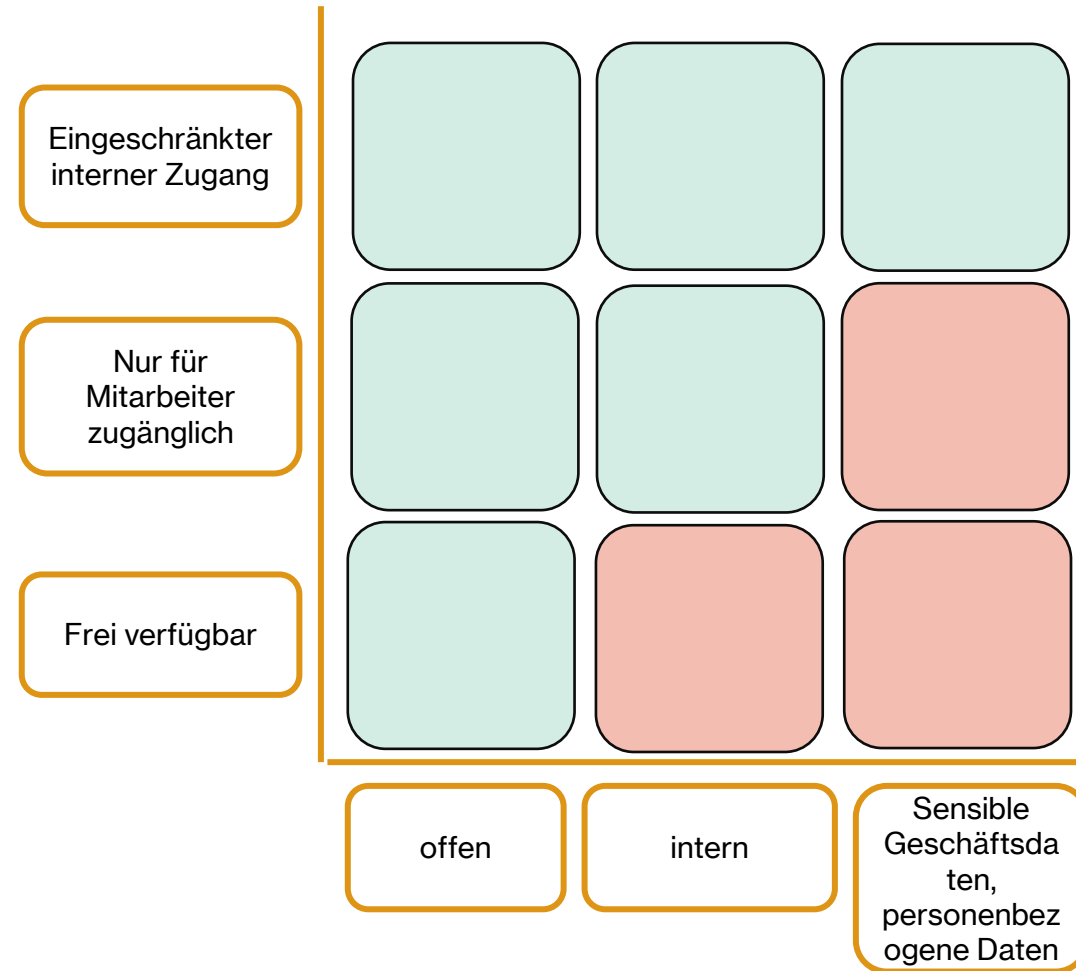 Eingeschränkter
interner Zugang
Nur für
Mitarbeiter
zugänglich
Frei verfügbar
offen
intern
Sensible
Geschäftsda
ten,
personenbez
ogene Daten